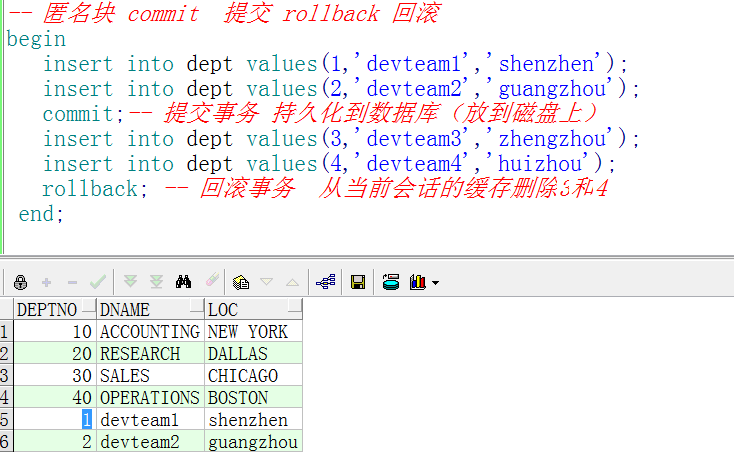 -- 匿名块 commit  提交 rollback 回滚
begin
   insert into dept values(1,'devteam1','shenzhen');
   insert into dept values(2,'devteam2','guangzhou');
   commit;-- 提交事务 持久化到数据库（放到磁盘上）
   insert into dept values(3,'devteam3','zhengzhou');
   insert into dept values(4,'devteam4','huizhou');
   rollback; -- 回滚事务  从当前会话的缓存删除3和4
 end;
DEPTNO DNAME LOC
1 10 ACCOUNTING NEW YORK
2 20 RESEARCH DALLAS
3 30 SALES CHICAGO
4 40 OPERATIONS BOSTON
5 1 devteam1 shenzhen
6 2 devteam2 guangzhou